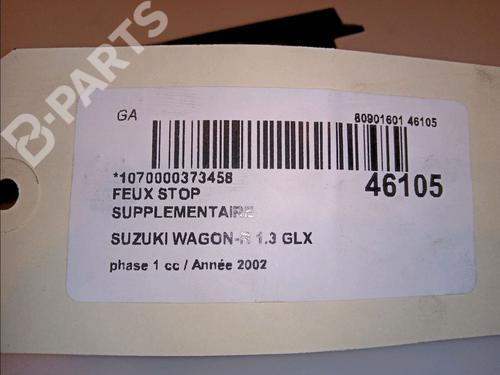 B-PARTS
GA
80901601 46105
*1070000373458
46105
FEUX STOP
SUPPLEMENTAIRE
SUZUKI WAGON-R 1.3 GLX
phase 1 cc / Année 2002